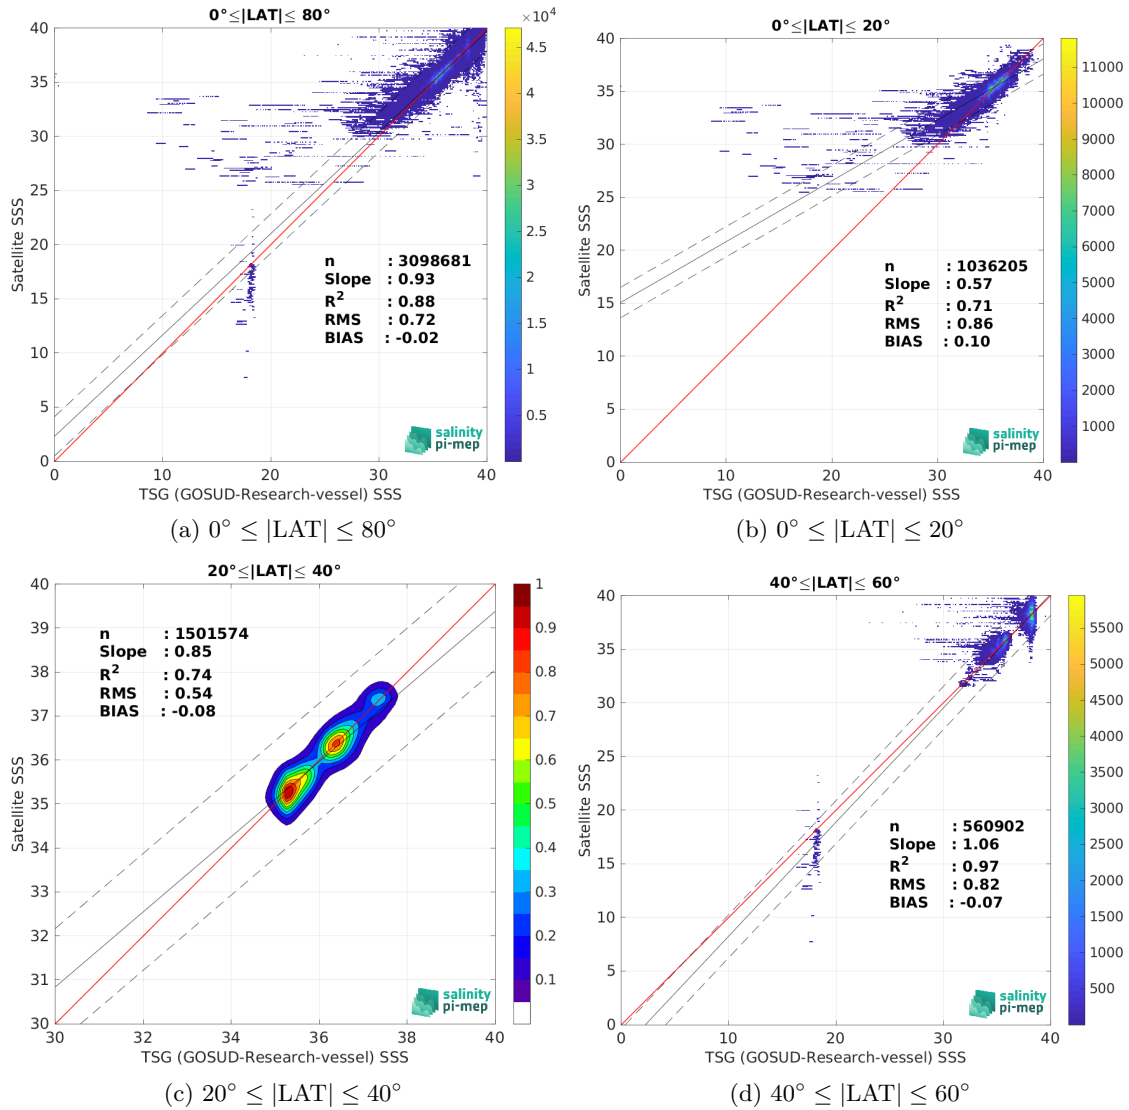 0°≤|LAT|≤ 80°
×10⁴
Satellite SSS
40
35
30
25
20
15
10
5
0
0
10
20
30
40
4.5
4
3.5
3
2.5
2
1.5
1
0.5
n : 3098681
Slope : 0.93
R² : 0.88
RMS : 0.72
BIAS : -0.02
salinity
pi-mep
TSG (GOSUD-Research-vessel) SSS
(a) 0° ≤ |LAT| ≤ 80°
0°≤|LAT|≤ 20°
Satellite SSS
40
35
30
25
20
15
10
5
0
0
10
20
30
40
11000
10000
9000
8000
7000
6000
5000
4000
3000
2000
1000
n : 1036205
Slope : 0.57
R² : 0.71
RMS : 0.86
BIAS : 0.10
salinity
pi-mep
TSG (GOSUD-Research-vessel) SSS
(b) 0° ≤ |LAT| ≤ 20°
20°≤|LAT|≤ 40°
Satellite SSS
40
39
38
37
36
35
34
33
32
31
30
30
32
34
36
38
40
1
0.9
0.8
0.7
0.6
0.5
0.4
0.3
0.2
0.1
n : 1501574
Slope : 0.85
R² : 0.74
RMS : 0.54
BIAS : -0.08
salinity
pi-mep
TSG (GOSUD-Research-vessel) SSS
(c) 20° ≤ |LAT| ≤ 40°
40°≤|LAT|≤ 60°
Satellite SSS
40
35
30
25
20
15
10
5
0
0
10
20
30
40
5500
5000
4500
4000
3500
3000
2500
2000
1500
1000
500
n : 560902
Slope : 1.06
R² : 0.97
RMS : 0.82
BIAS : -0.07
salinity
pi-mep
TSG (GOSUD-Research-vessel) SSS
(d) 40° ≤ |LAT| ≤ 60°